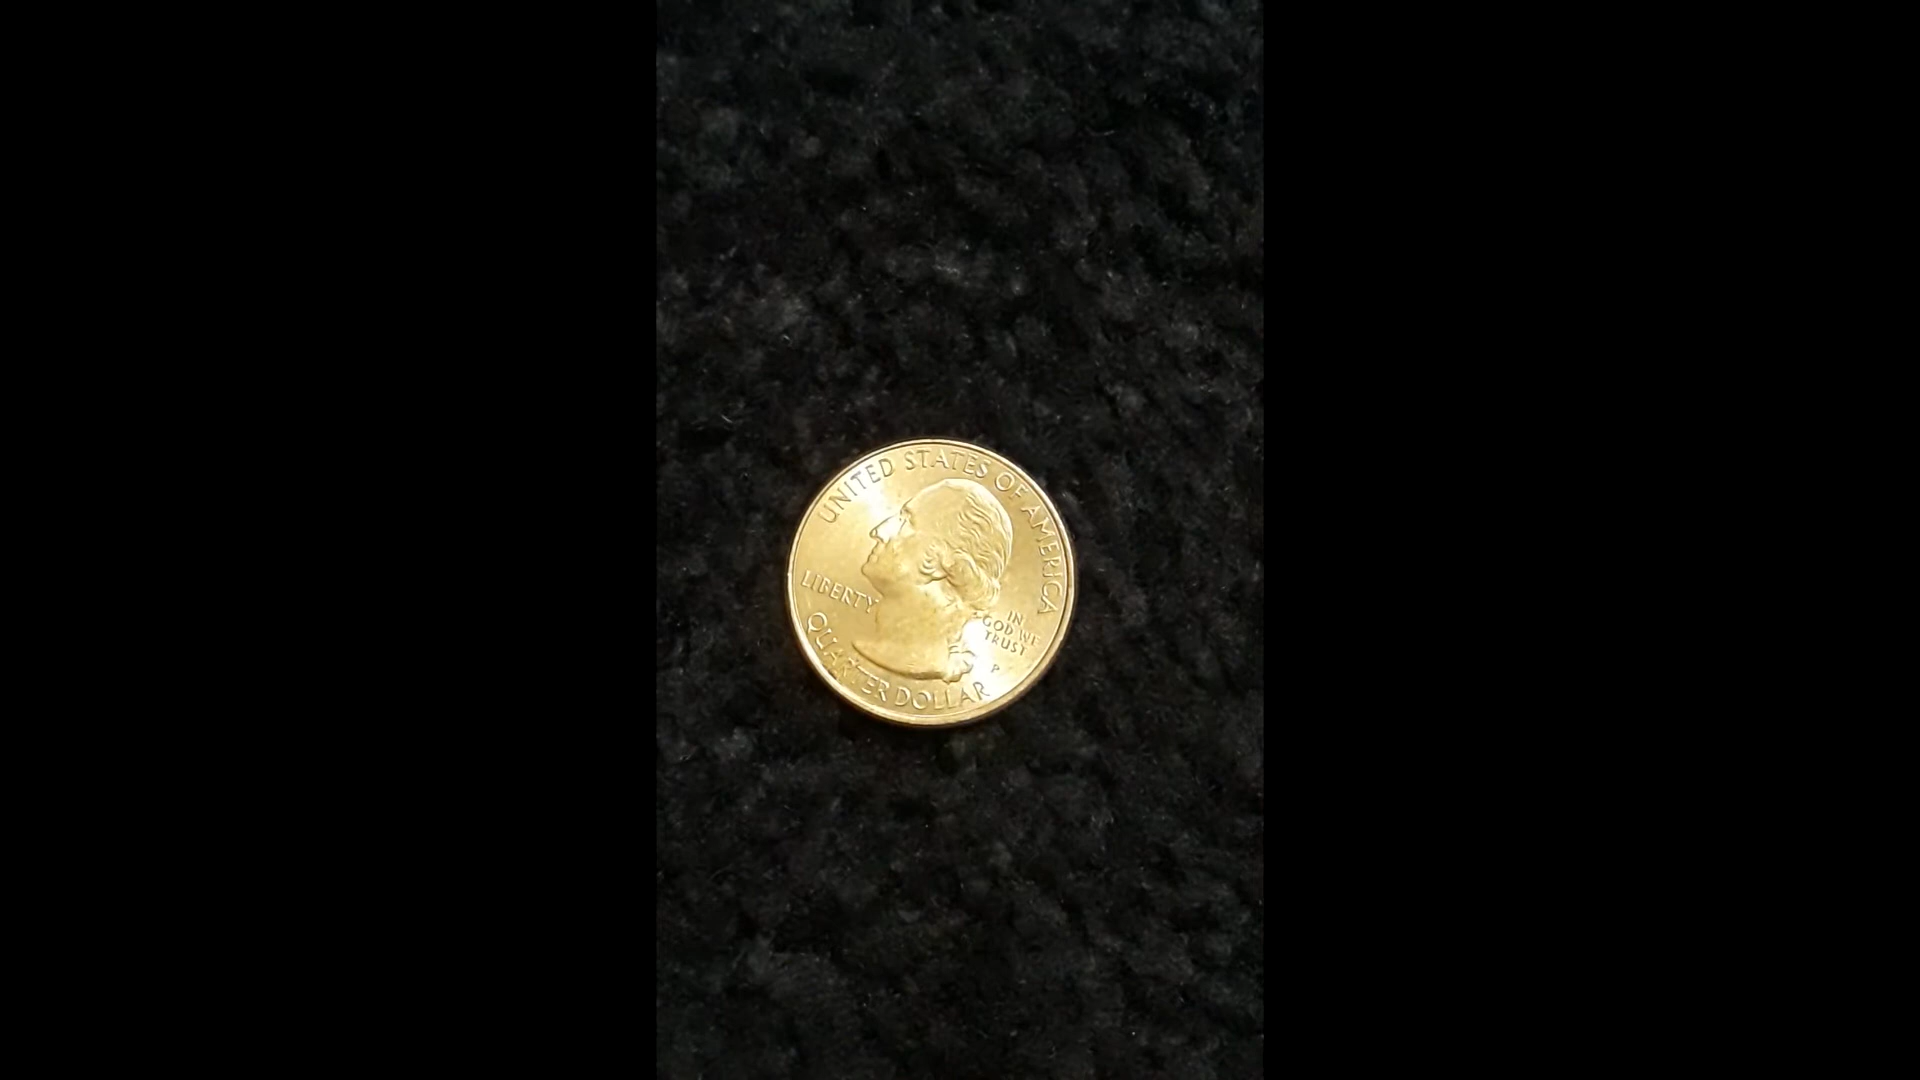 UNITED STATES OF AMERICA
LIBERTY
IN
GOD WE
TRUST
P
QUARTER DOLLAR